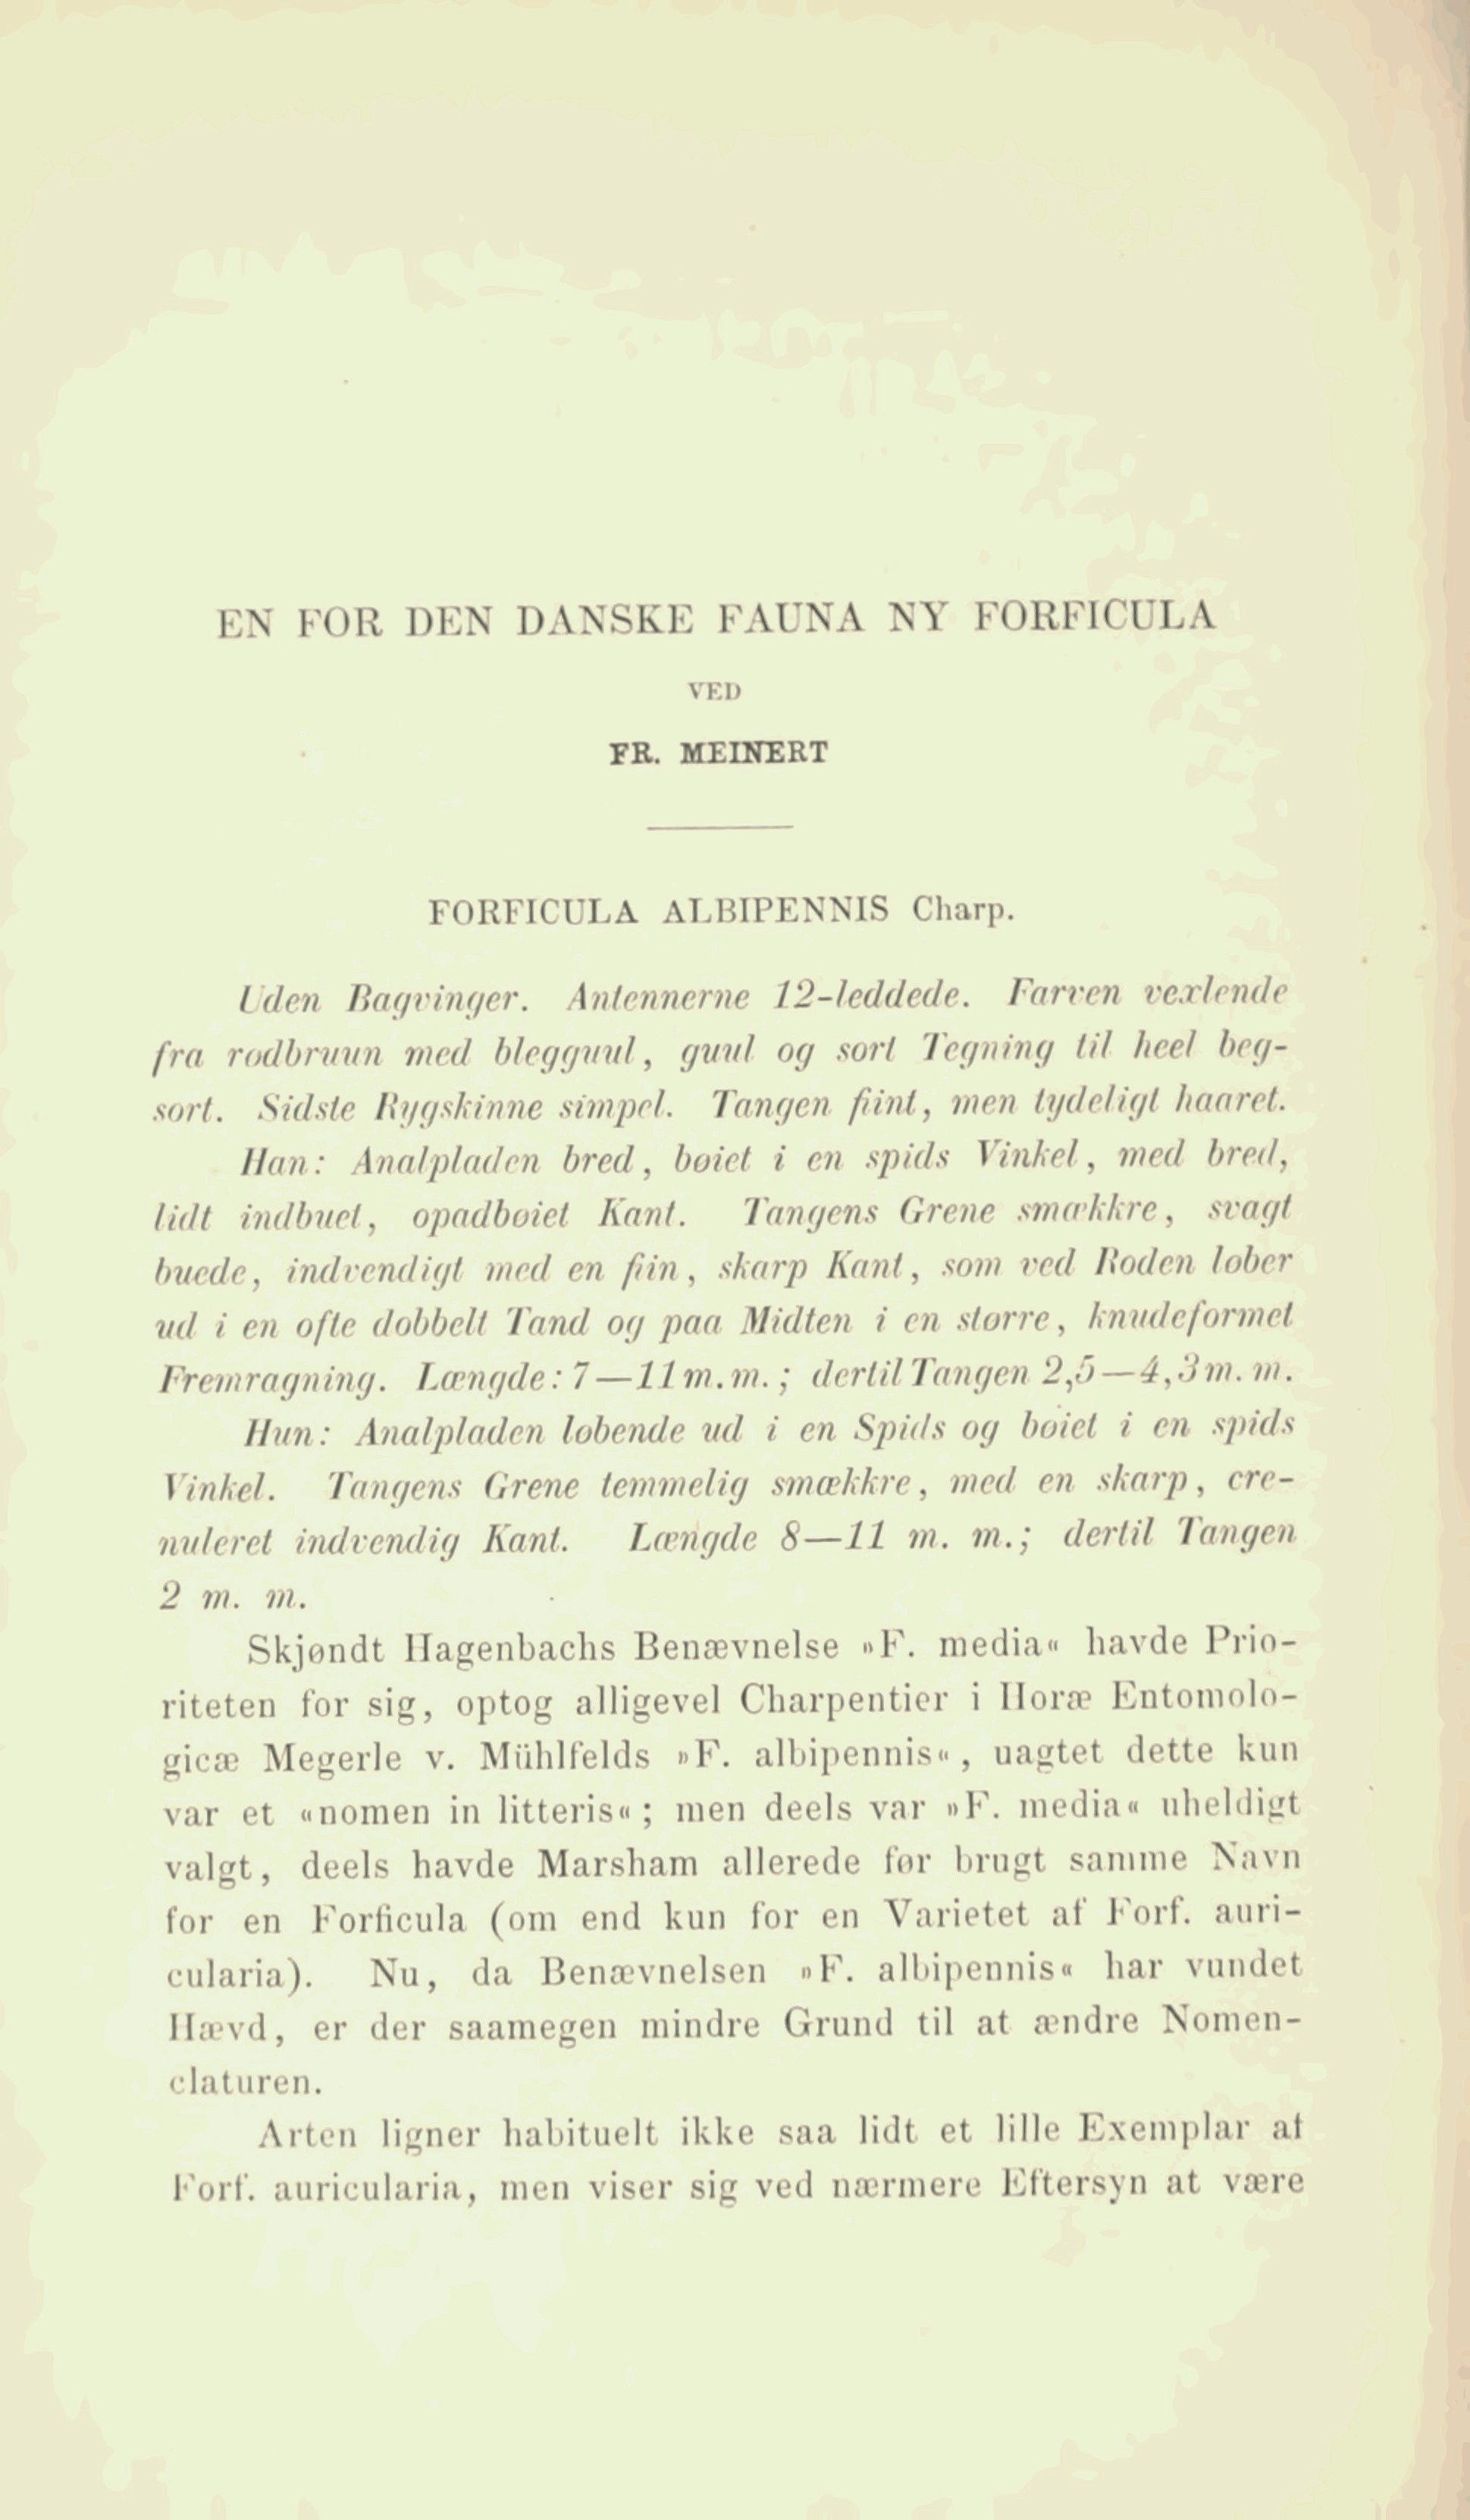 EN FOR DEN DANSKE FAUNA NY FORFICULA
VED
FR. MEINERT
FORFICULA ALBIPENNIS Charp.
Uden Bagvinger. Antennerne 12-leddede. Farven vexlende
fra rødbruun med blegguul, guul og sort Tegning til heel beg-
sort. Sidste Rygskinne simpel. Tangen fiint, men tydeligt haaret.
Han: Analpladen bred, bøiet i en spids Vinkel, med bred,
lidt indbuet, opadbøiet Kant. Tangens Grene smækkre, svagt
buede, indvendigt med en fiin, skarp Kant, som ved Roden løber
ud i en ofte dobbelt Tand og paa Midten i en større, knudeformet
Fremragning. Længde: 7—11 m. m.; dertil Tangen 2,5—4,3 m. m.
Hun: Analpladen løbende ud i en Spids og bøiet i en spids
Vinkel. Tangens Grene temmelig smækkre, med en skarp, cre-
nuleret indvendig Kant. Længde 8—11 m. m.; dertil Tangen
2 m. m.
Skjøndt Hagenbachs Benævnelse »F. media« havde Prio-
riteten for sig, optog alligevel Charpentier i Horæ Entomolo-
gicæ Megerle v. Mühlfelds »F. albipennis«, uagtet dette kun
var et «nomen in litteris«; men deels var »F. media« uheldigt
valgt, deels havde Marsham allerede før brugt samme Navn
for en Forficula (om end kun for en Varietet af Forf. auri-
cularia). Nu, da Benævnelsen »F. albipennis« har vundet
Hævd, er der saamegen mindre Grund til at ændre Nomen-
claturen.
Arten ligner habituelt ikke saa lidt et lille Exemplar af
Forf. auricularia, men viser sig ved nærmere Eftersyn at være